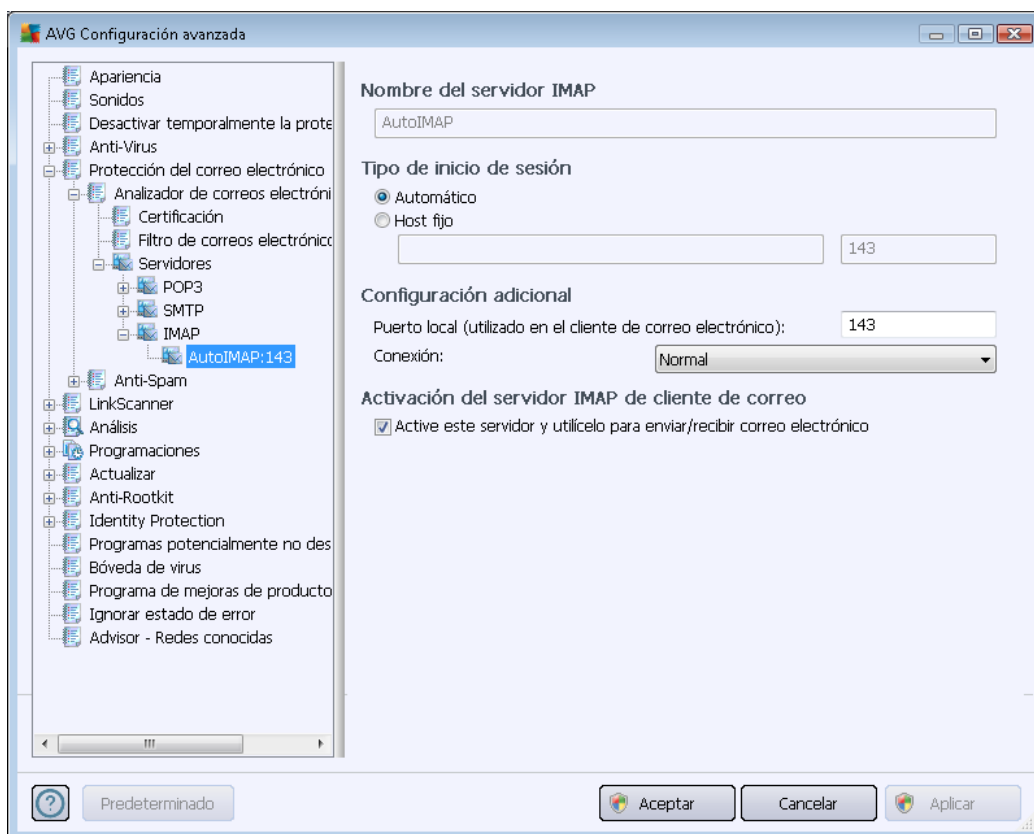 AVG Configuración avanzada
Apariencia
Sonidos
Desactivar temporalmente la prote
Anti-Virus
Protección del correo electrónico
Analizador de correos electróni
Certificación
Filtro de correos electrónicc
Servidores
POP3
SMTP
IMAP
AutoIMAP:143
Anti-Spam
LinkScanner
Análisis
Programaciones
Actualizar
Anti-Rootkit
Identity Protection
Programas potencialmente no des
Bóveda de virus
Programa de mejoras de producto
Ignorar estado de error
Advisor - Redes conocidas
Nombre del servidor IMAP
AutoIMAP
Tipo de inicio de sesión
Automático
Host fijo
143
Configuración adicional
Puerto local (utilizado en el cliente de correo electrónico): 143
Conexión: Normal
Activación del servidor IMAP de cliente de correo
Active este servidor y utilícelo para enviar/recibir correo electrónico
Predeterminado Aceptar Cancelar Aplicar